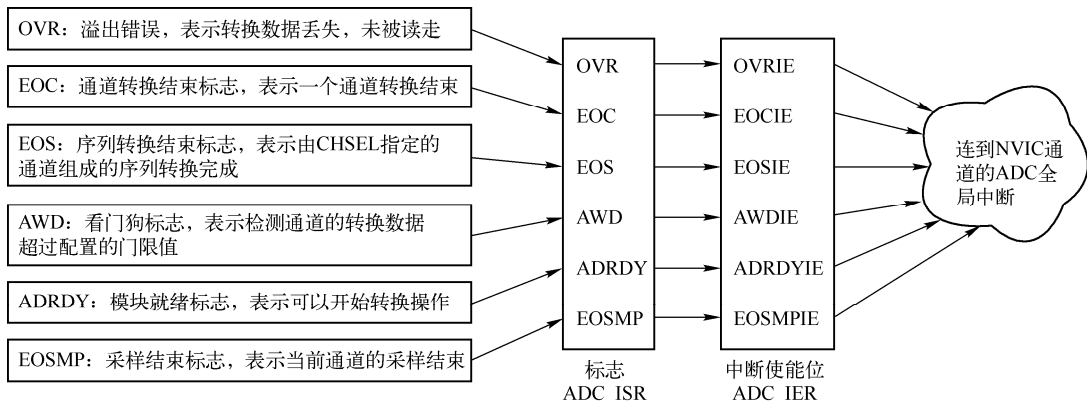 OVR：溢出错误，表示转换数据丢失，未被读走
EOC：通道转换结束标志，表示一个通道转换结束
EOS：序列转换结束标志，表示由CHSEL指定的
通道组成的序列转换完成
AWD：看门狗标志，表示检测通道的转换数据
超过配置的门限值
ADRDY：模块就绪标志，表示可以开始转换操作
EOSMP：采样结束标志，表示当前通道的采样结束
OVR
EOC
EOS
AWD
ADRDY
EOSMP
标志
ADC_ISR
OVRIE
EOCIE
EOSIE
AWDIE
ADRDYIE
EOSMPIE
中断使能位
ADC_IER
连到NVIC通
道的ADC全
局中断